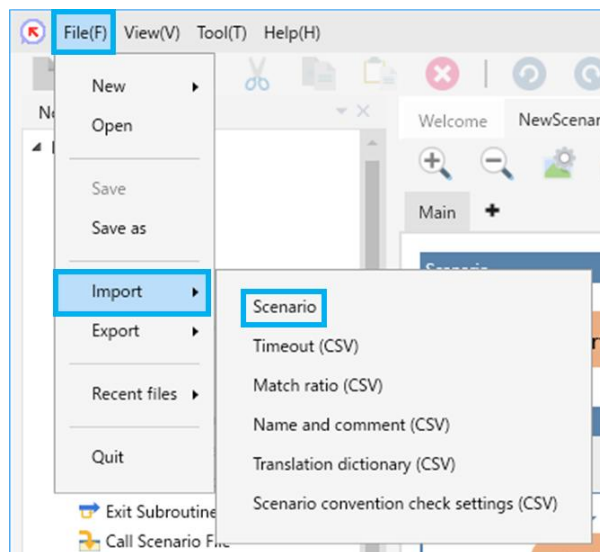 File(F) View(V) Tool(T) Help(H)
New
Open
Welcome NewScenar
Save
Save as
Main
Import
Scenario
Export
Timeout (CSV)
Match ratio (CSV)
Recent files
Name and comment (CSV)
Quit
Translation dictionary (CSV)
Scenario convention check settings (CSV)
Exit Subroutine
Call Scenario File